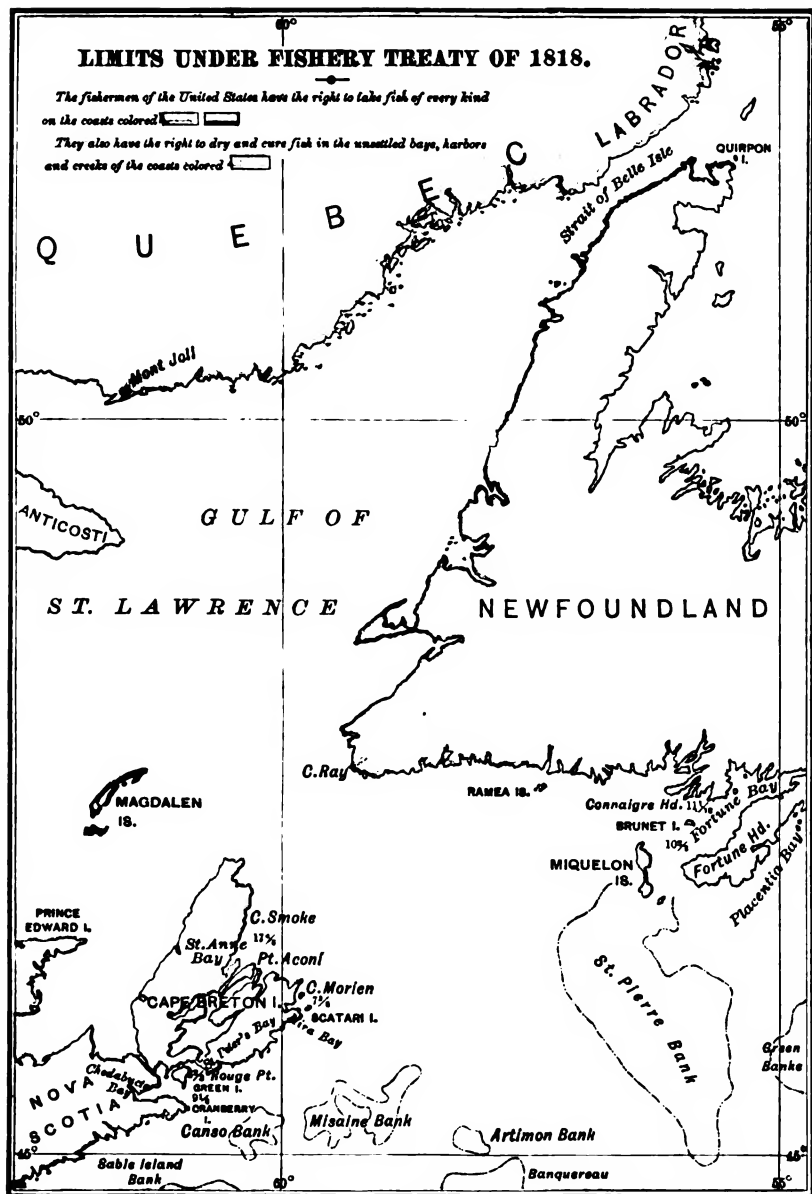 60°
55°
LIMITS UNDER FISHERY TREATY OF 1818.
The fishermen of the United States have the right to take fish of every kind
on the coasts colored
They also have the right to dry and cure fish in the unsettled bays, harbors
and creeks of the coasts colored
LABRADOR
QUIRPON
I.
Strait of Belle Isle
QUEBEC
Mont Joli
50°
50°
ANTICOSTI
GULF OF
ST. LAWRENCE
NEWFOUNDLAND
C.Ray
RAMEA IS.
Connaigre Hd.
Fortune Bay
BRUNET I.
Fortune Hd.
Placentia Bay
MAGDALEN
IS.
MIQUELON
IS.
PRINCE
EDWARD I.
C.Smoke
St.Anne
Bay
Pt.Aconi
C.Morien
CAPE BRETON I.
SCATARI I.
Mira Bay
St. Pierre Bank
Green
Banke
Chedabucto
Bay
Rouge Pt.
GREEN I.
CRANBERRY
I.
NOVA
SCOTIA
Canso Bank
Misaine Bank
Artimon Bank
45°
45°
Sable Island
Bank
Banquereau
60
55°